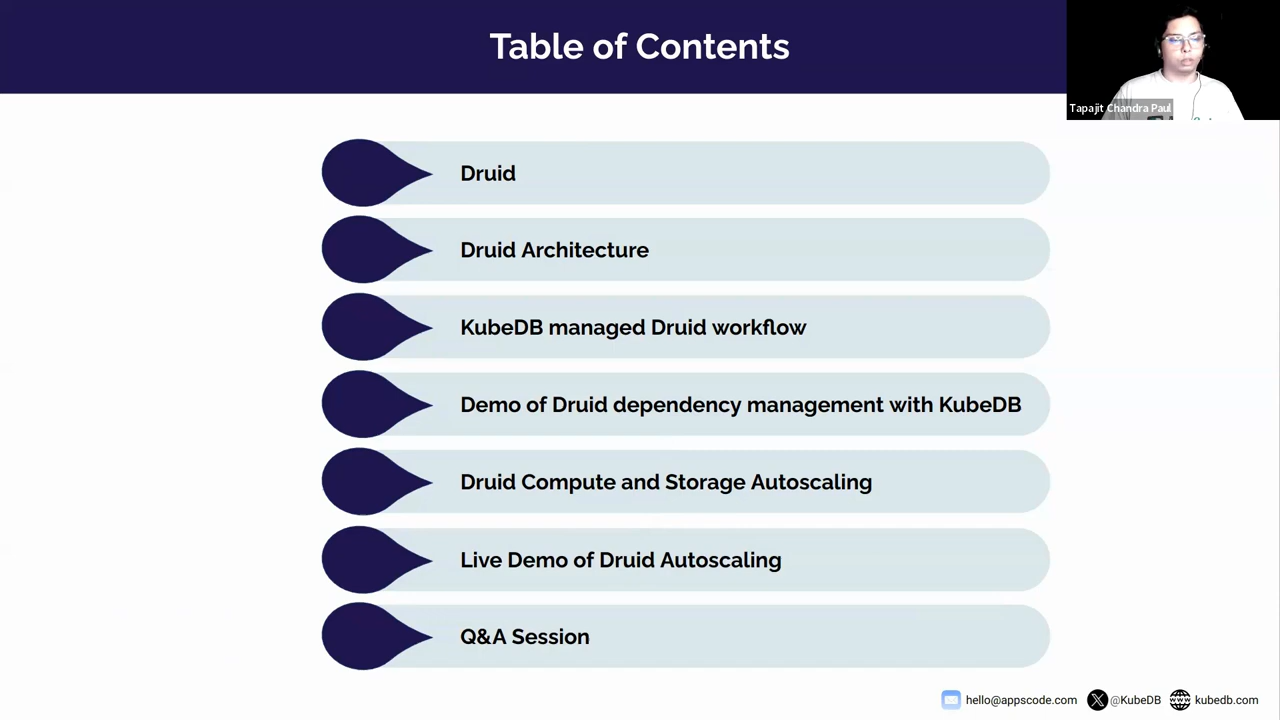 Table of Contents
Tapajit Chandra Paul
Druid
Druid Architecture
KubeDB managed Druid workflow
Demo of Druid dependency management with KubeDB
Druid Compute and Storage Autoscaling
Live Demo of Druid Autoscaling
Q&A Session
hello@appscode.com @KubeDB kubedb.com